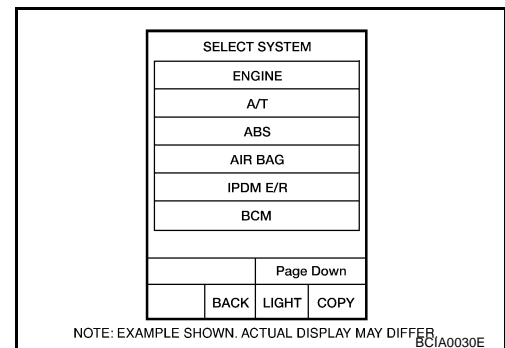 SELECT SYSTEM
ENGINE
A/T
ABS
AIR BAG
IPDM E/R
BCM
Page Down
BACK LIGHT COPY
NOTE: EXAMPLE SHOWN. ACTUAL DISPLAY MAY DIFFER.
BCIA0030E